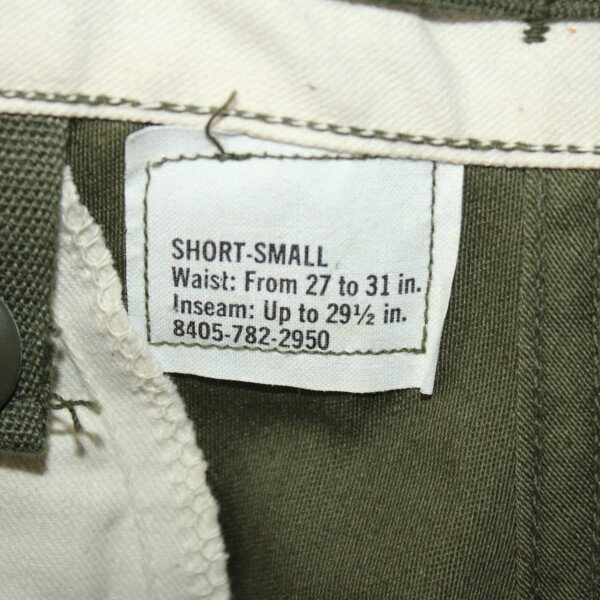 SHORT-SMALL
Waist: From 27 to 31 in.
Inseam: Up to 29½ in.
8405-782-2950